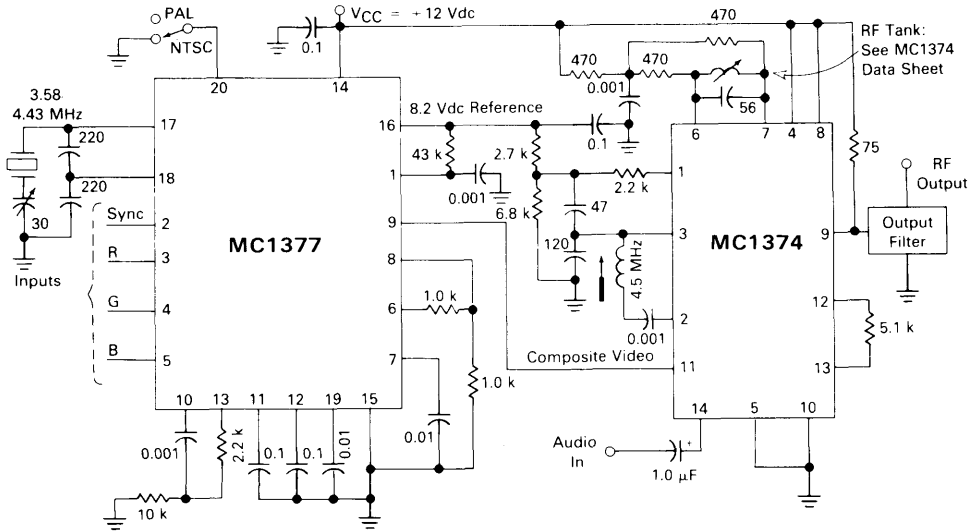 PAL
NTSC
VCC = +12 Vdc
0.1
470
RF Tank:
See MC1374
Data Sheet
20
14
470
470
0.001
56
3.58
4.43 MHz
17
220
18
220
30
8.2 Vdc Reference
16
43 k
1
0.001
2.7 k
0.1
6
7
4
8
75
RF
Output
6.8 k
2.2 k
1
47
Sync
2
R
3
G
4
B
5
Inputs
MC1377
9
8
6
1.0 k
7
1.0 k
0.01
120
4.5 MHz
0.001
3
2
MC1374
9
Output
Filter
12
5.1 k
13
Composite Video
11
10
13
11
12
19
15
0.001
2.2 k
0.1
0.1
0.01
10 k
14
5
10
Audio
In
1.0 µF
+